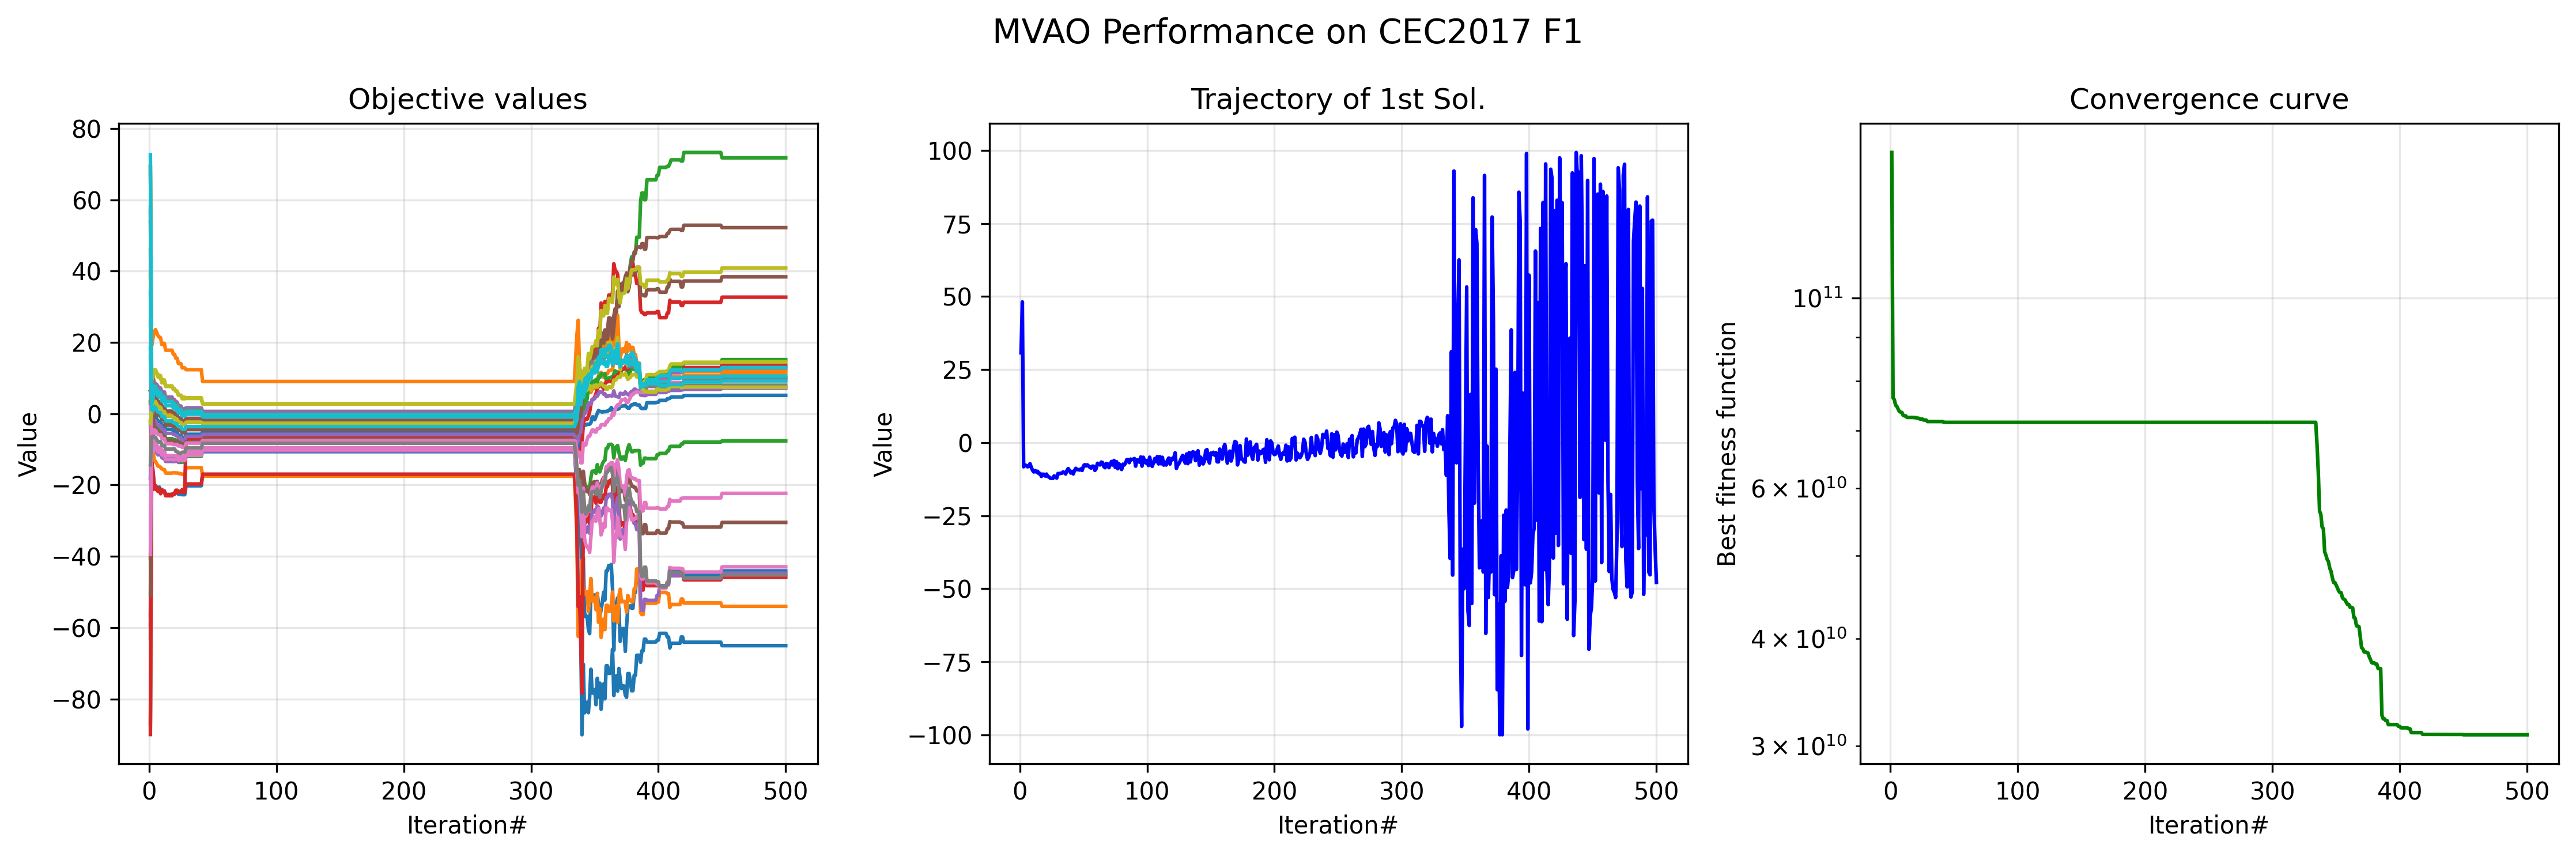 MVAO Performance on CEC2017 F1
Objective values
80
60
40
20
0
−20
−40
−60
−80
Value
0 100 200 300 400 500
Iteration#
Trajectory of 1st Sol.
100
75
50
25
0
−25
−50
−75
−100
Value
0 100 200 300 400 500
Iteration#
Convergence curve
10¹¹
6 × 10¹⁰
4 × 10¹⁰
3 × 10¹⁰
Best fitness function
0 100 200 300 400 500
Iteration#